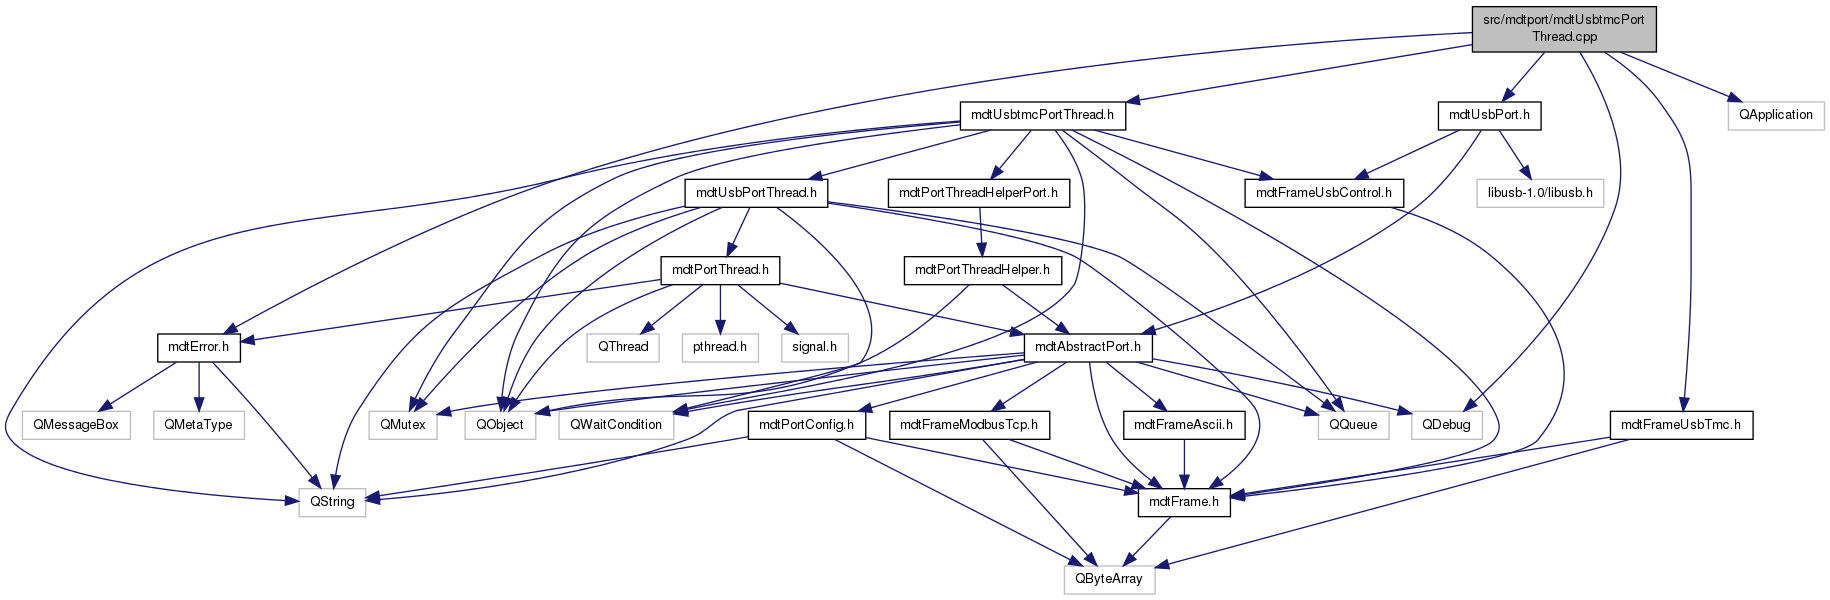 src/mdtport/mdtUsbtmcPort
Thread.cpp
mdtUsbtmcPortThread.h
mdtUsbPort.h
QApplication
mdtUsbPortThread.h
mdtPortThreadHelperPort.h
mdtFrameUsbControl.h
libusb-1.0/libusb.h
mdtPortThread.h
mdtPortThreadHelper.h
mdtError.h
QThread
pthread.h
signal.h
mdtAbstractPort.h
QMessageBox
QMetaType
QMutex
QObject
QWaitCondition
mdtPortConfig.h
mdtFrameModbusTcp.h
mdtFrameAscii.h
QQueue
QDebug
mdtFrameUsbTmc.h
QString
mdtFrame.h
QByteArray